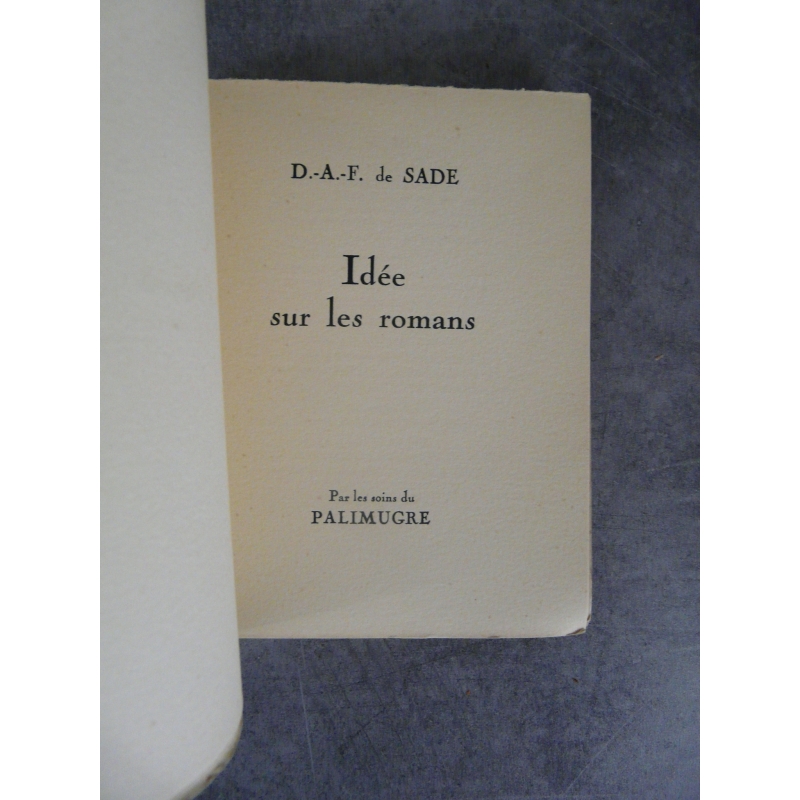 D.-A.-F. de SADE
Idée
sur les romans
Par les soins du
PALIMUGRE